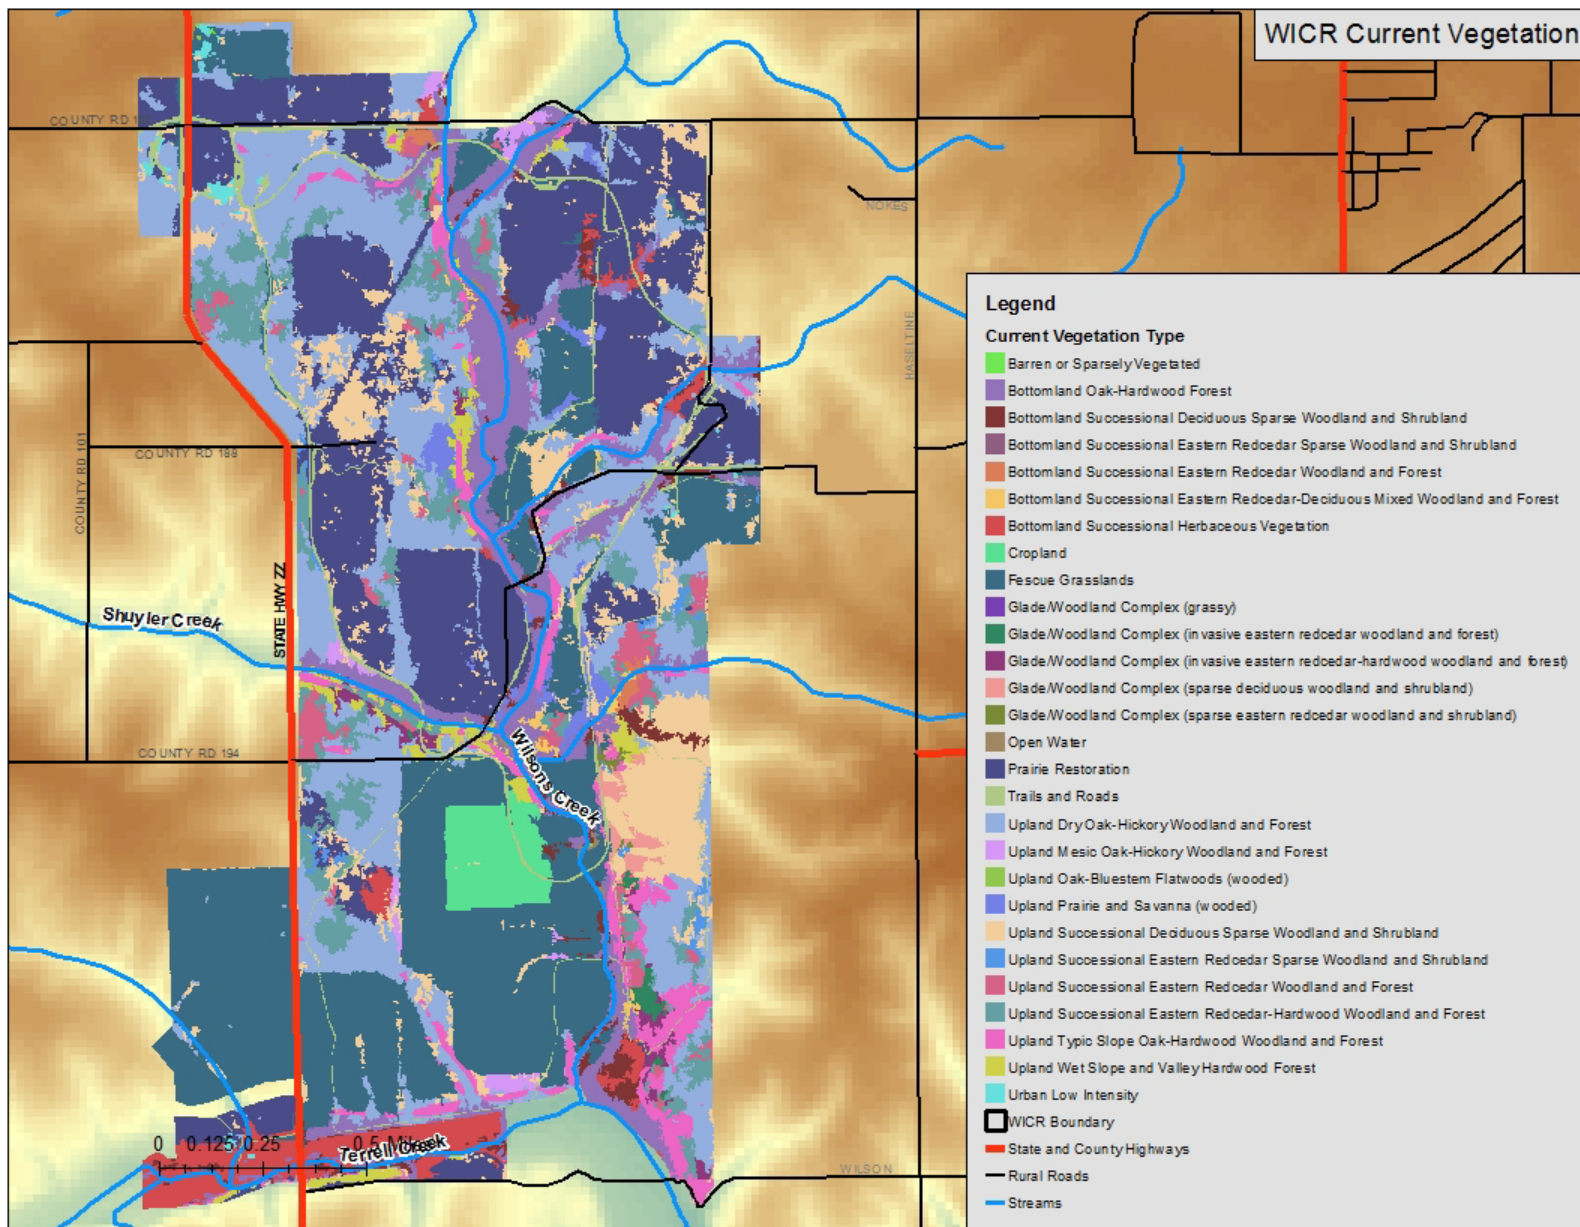 WICR Current Vegetation
COUNTY RD 1
NOKES
HASELTINE
COUNTY RD 101
COUNTY RD 188
STATE HWY ZZ
Shuyler Creek
COUNTY RD 194
Wilsons Creek
0 0.125 0.25 0.5 Miles
Terrell Creek
WILSON
Legend
Current Vegetation Type
Barren or Sparsely Vegetated
Bottomland Oak-Hardwood Forest
Bottomland Successional Deciduous Sparse Woodland and Shrubland
Bottomland Successional Eastern Redcedar Sparse Woodland and Shrubland
Bottomland Successional Eastern Redcedar Woodland and Forest
Bottomland Successional Eastern Redcedar-Deciduous Mixed Woodland and Forest
Bottomland Successional Herbaceous Vegetation
Cropland
Fescue Grasslands
Glade/Woodland Complex (grassy)
Glade/Woodland Complex (invasive eastern redcedar woodland and forest)
Glade/Woodland Complex (invasive eastern redcedar-hardwood woodland and forest)
Glade/Woodland Complex (sparse deciduous woodland and shrubland)
Glade/Woodland Complex (sparse eastern redcedar woodland and shrubland)
Open Water
Prairie Restoration
Trails and Roads
Upland Dry Oak-Hickory Woodland and Forest
Upland Mesic Oak-Hickory Woodland and Forest
Upland Oak-Bluestem Flatwoods (wooded)
Upland Prairie and Savanna (wooded)
Upland Successional Deciduous Sparse Woodland and Shrubland
Upland Successional Eastern Redcedar Sparse Woodland and Shrubland
Upland Successional Eastern Redcedar Woodland and Forest
Upland Successional Eastern Redcedar-Hardwood Woodland and Forest
Upland Typic Slope Oak-Hardwood Woodland and Forest
Upland Wet Slope and Valley Hardwood Forest
Urban Low Intensity
WICR Boundary
State and County Highways
Rural Roads
Streams